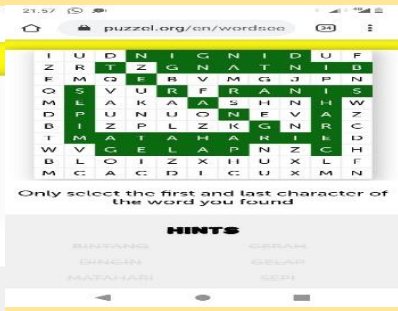 21.57
puzzel.org/en/wordsee
I U D N I G N I D U F
Z R T Z G N A T N I B
F M Q E R V M G J P N
O S V U R F R A N I S
M E A K A A S H N H W
D P U N U O N E V A Z
B I Z P L Z K G N R C
T M A T A H A R I E D
W V G E L A P N Z C H
B L O I Z X H U X L F
M C A C D I C U X M N
Only select the first and last character of
the word you found
HINTS
BINTANG GERAH
DINGIN GELAP
MATAHARI SEPI